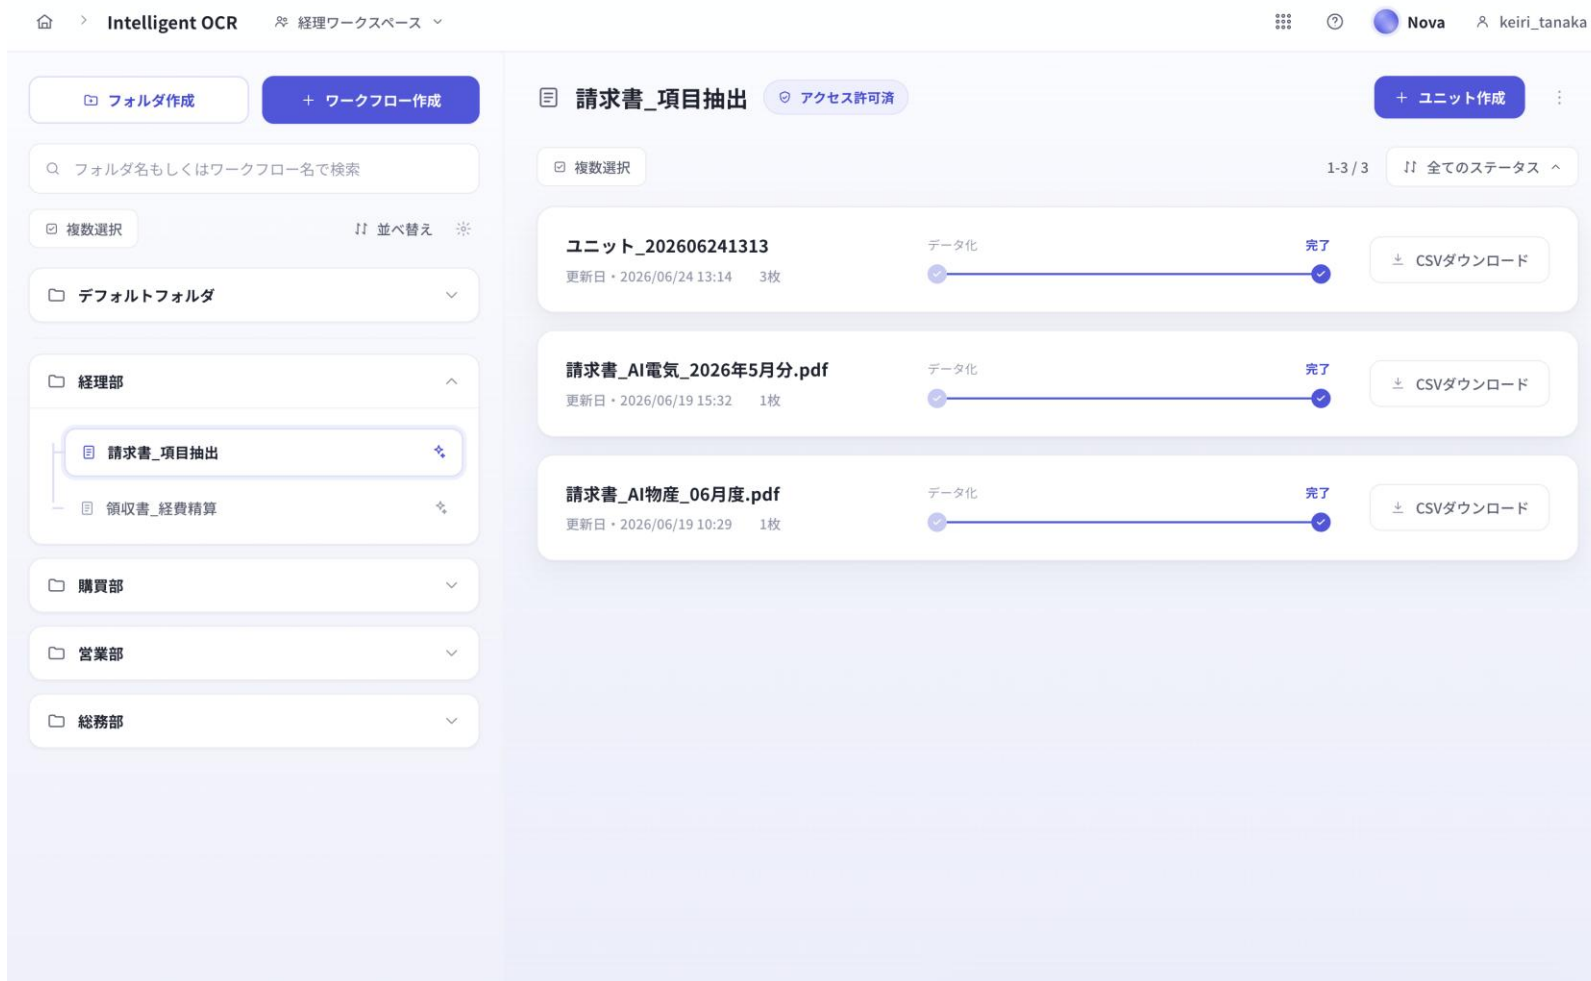 Intelligent OCR
経理ワークスペース
Nova
keiri_tanaka
フォルダ作成
+ ワークフロー作成
フォルダ名もしくはワークフロー名で検索
複数選択
並べ替え
デフォルトフォルダ
経理部
請求書_項目抽出
領収書_経費精算
購買部
営業部
総務部
請求書_項目抽出
アクセス許可済
+ ユニット作成
複数選択
1-3 / 3
全てのステータス
ユニット_202606241313
更新日・2026/06/24 13:14 3枚
データ化
完了
CSVダウンロード
請求書_AI電気_2026年5月分.pdf
更新日・2026/06/19 15:32 1枚
データ化
完了
CSVダウンロード
請求書_AI物産_06月度.pdf
更新日・2026/06/19 10:29 1枚
データ化
完了
CSVダウンロード